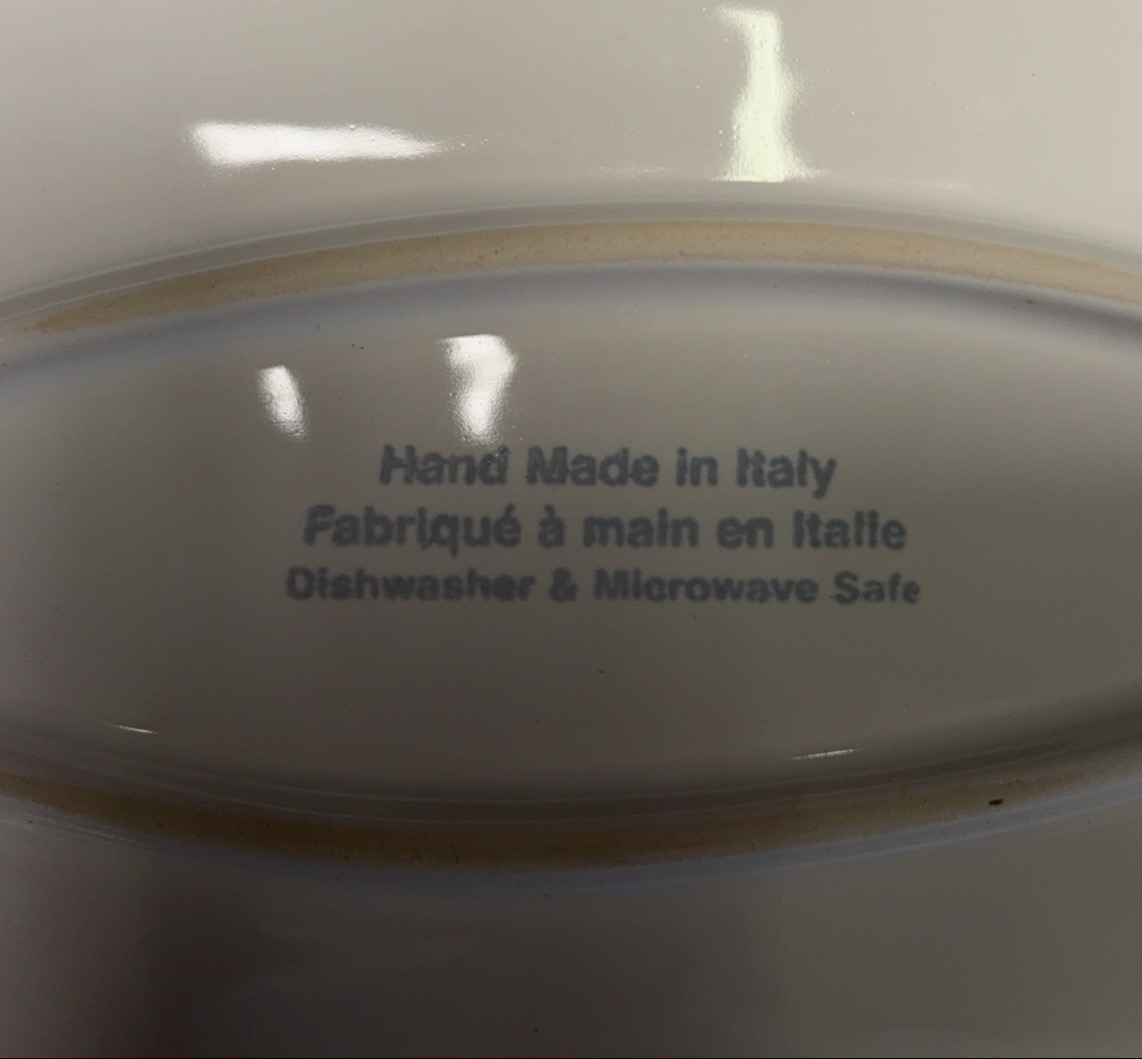 Hand Made in Italy
Fabriqué à main en Italie
Dishwasher & Microwave Safe